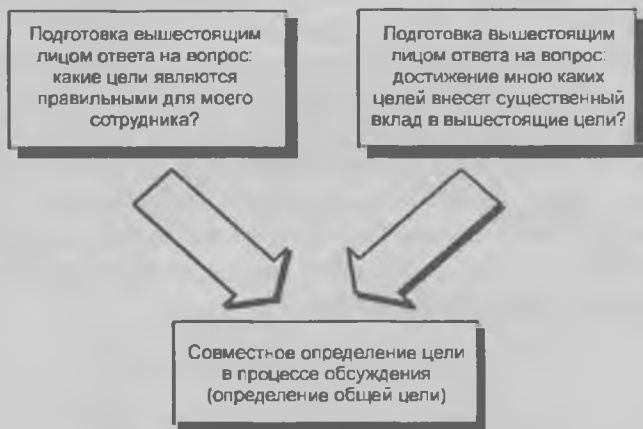 Подготовка вышестоящим
лицом ответа на вопрос:
какие цели являются
правильными для моего
сотрудника?
Подготовка вышестоящим
лицом ответа на вопрос:
достижение мною каких
целей внесет существенный
вклад в вышестоящие цели?
Совместное определение цели
в процессе обсуждения
(определение общей цели)